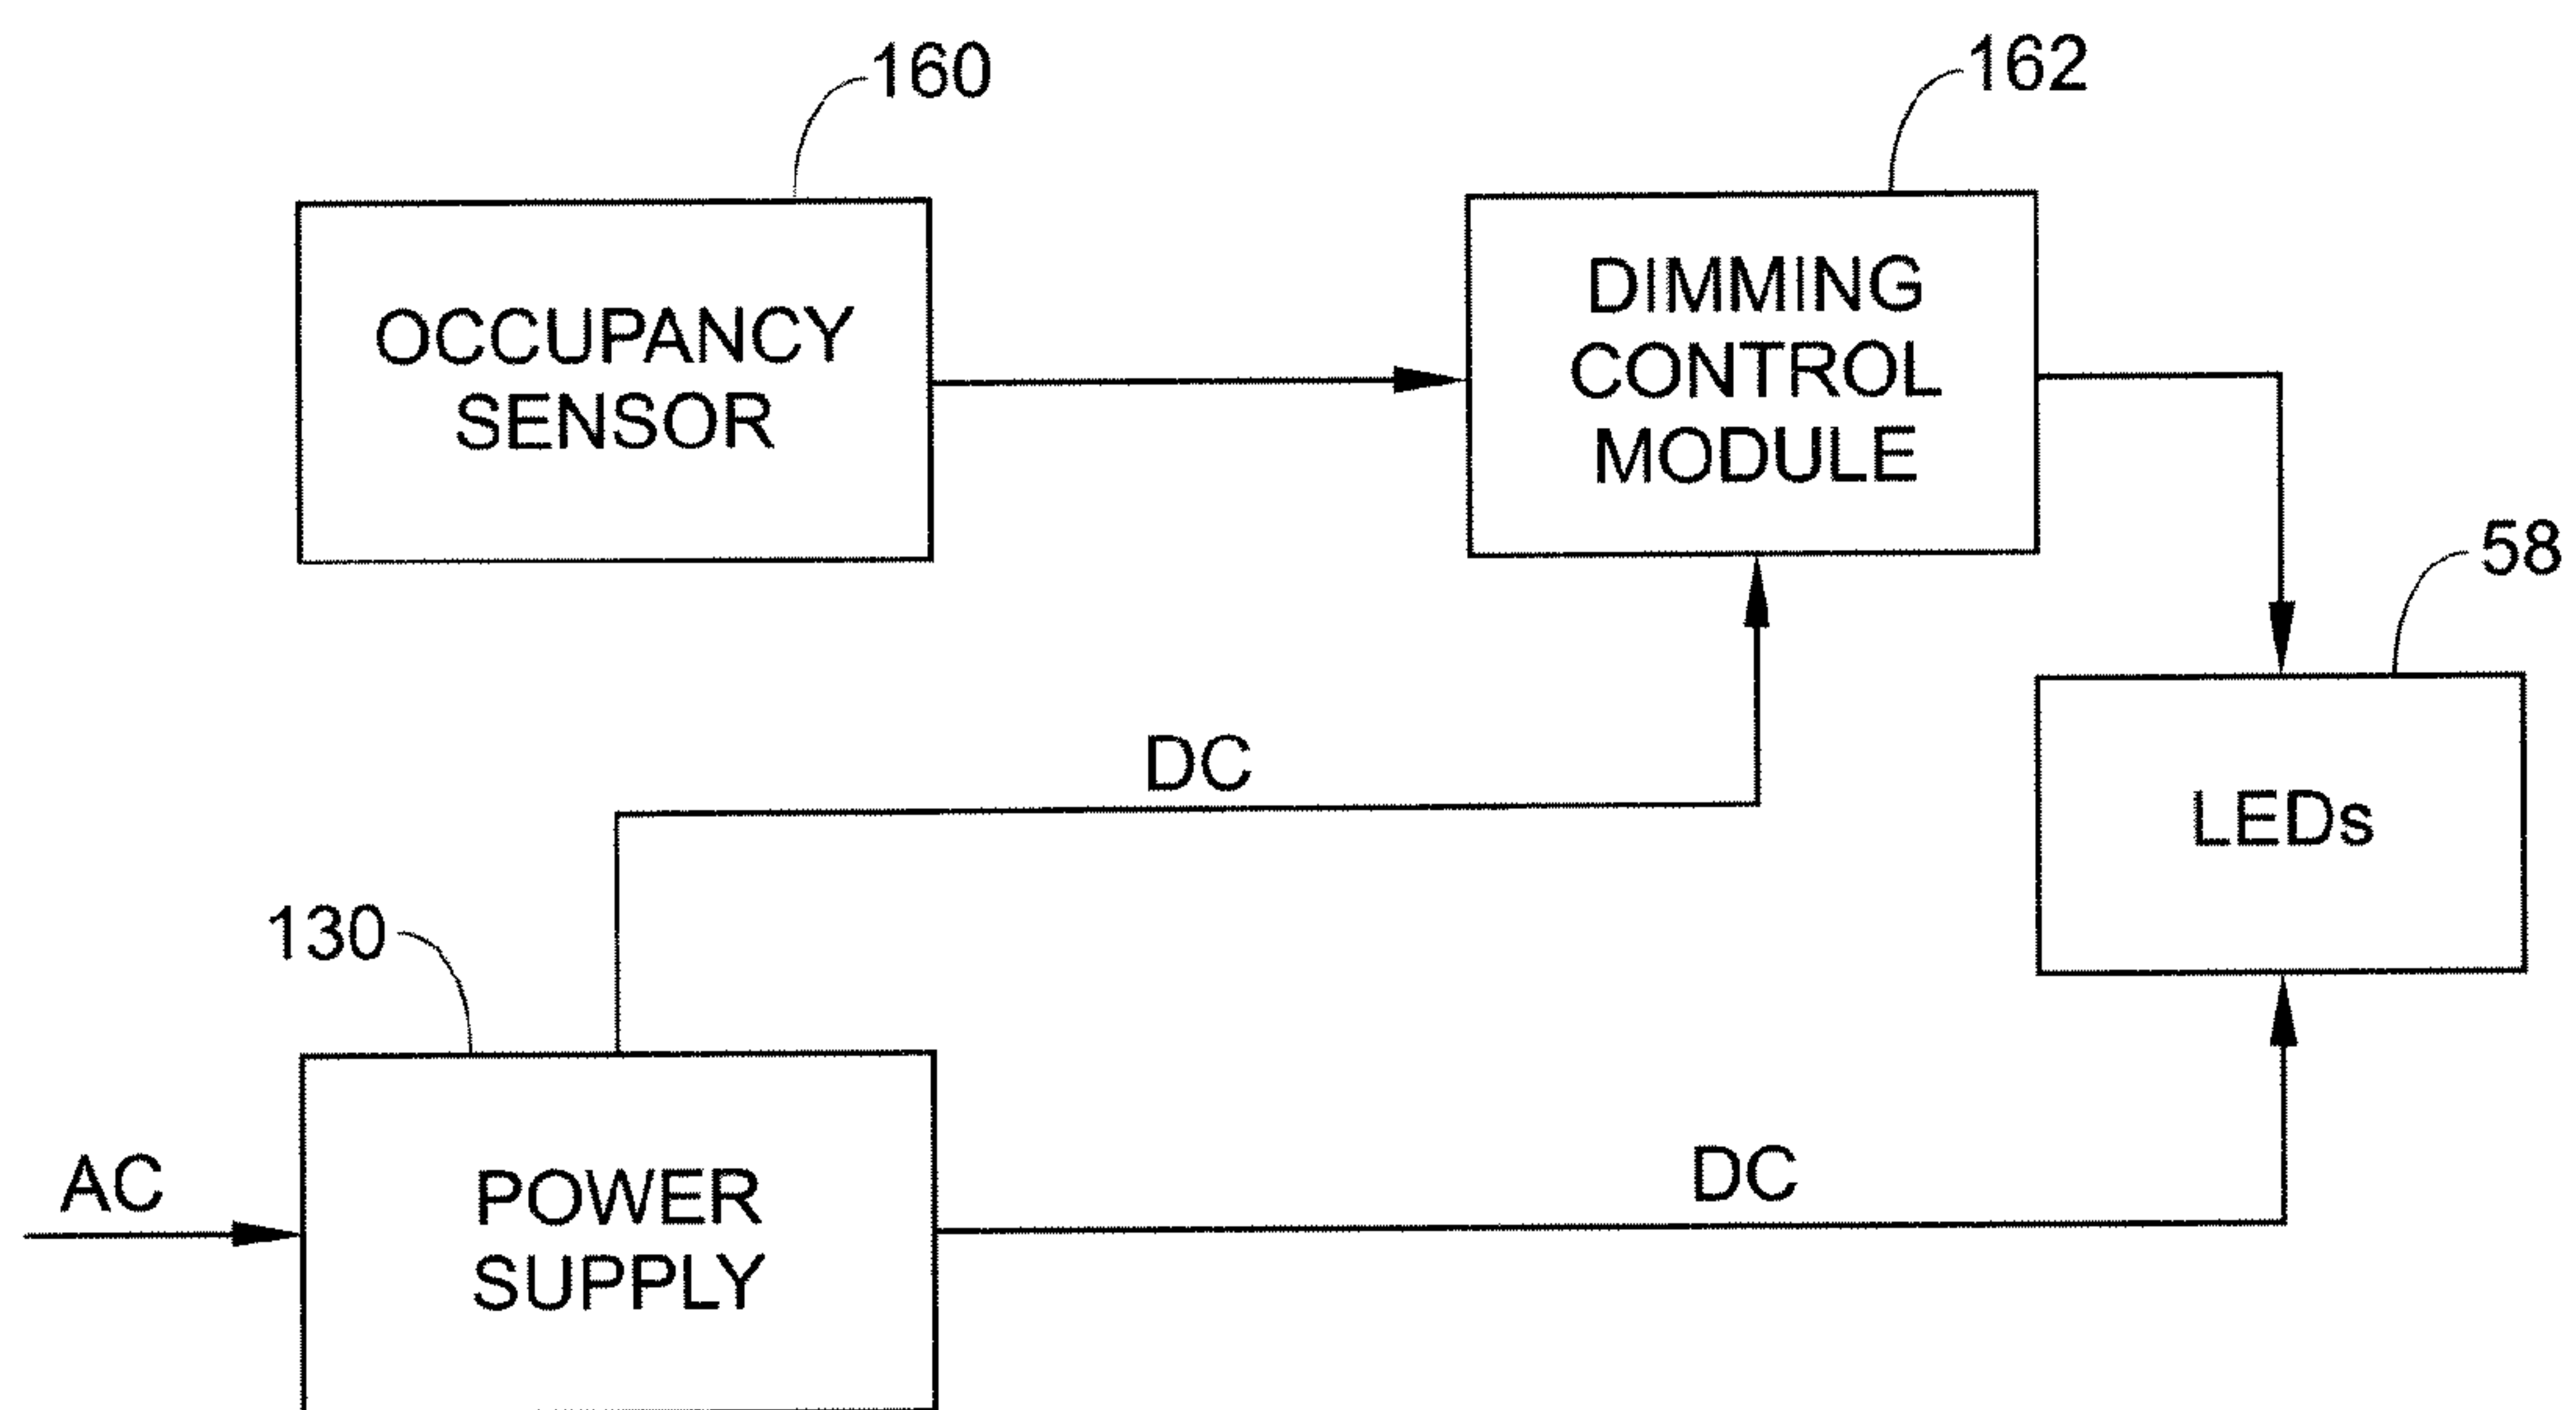 160
162
OCCUPANCY
SENSOR
DIMMING
CONTROL
MODULE
58
DC
LEDs
130
AC
POWER
SUPPLY
DC